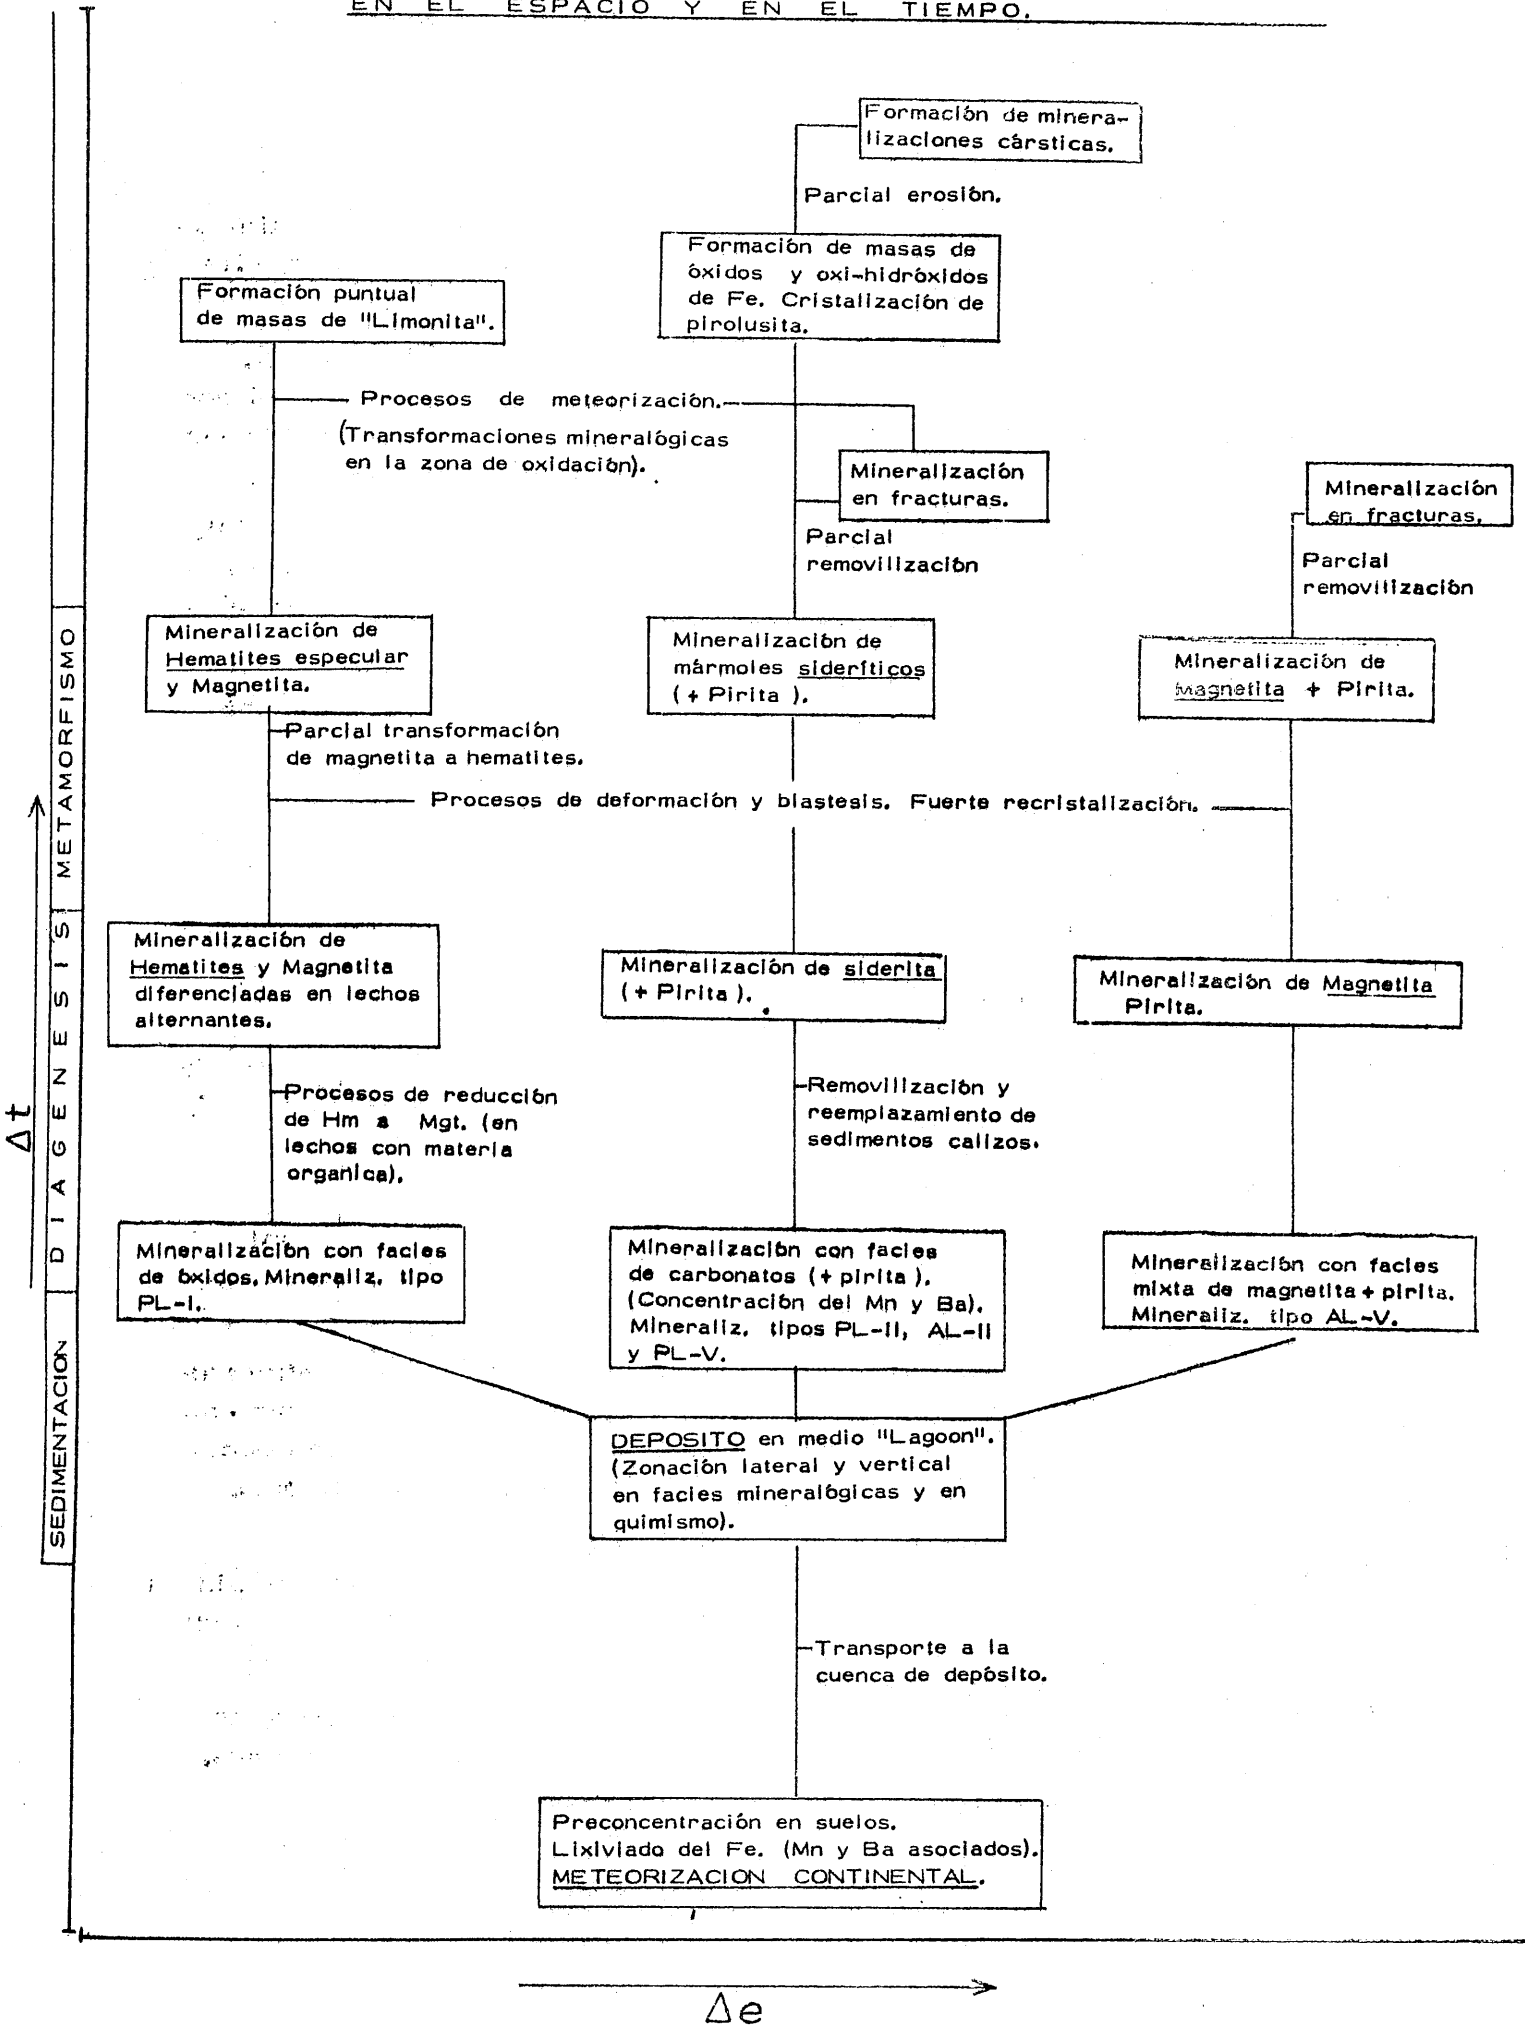 EN EL ESPACIO Y EN EL TIEMPO.
Formación de minera-
lizaciones cársticas.
Parcial erosión.
Formación de masas de
óxidos y oxi-hidróxidos
de Fe. Cristalización de
pirolusita.
Formación puntual
de masas de "Limonita".
Procesos de meteorización.
(Transformaciones mineralógicas
en la zona de oxidación).
Mineralización
en fracturas.
Parcial
removilización
Mineralización
en fracturas.
Parcial
removilización
Mineralización de
Hematites especular
y Magnetita.
Mineralización de
mármoles sideríticos
(+ Pirita ).
Mineralización de
Magnetita + Pirita.
Parcial transformación
de magnetita a hematites.
Procesos de deformación y blastesis. Fuerte recristalización.
Mineralización de
Hematites y Magnetita
diferenciadas en lechos
alternantes.
Mineralización de siderita
(+ Pirita ).
Mineralización de Magnetita
Pirita.
Procesos de reducción
de Hm a Mgt. (en
lechos con materia
organica).
Removilización y
reemplazamiento de
sedimentos calizos.
Mineralización con facies
de óxidos. Mineraliz. tipo
PL-I.
Mineralización con facies
de carbonatos (+ pirita ).
(Concentración del Mn y Ba).
Mineraliz. tipos PL-II, AL-II
y PL-V.
Mineralización con facies
mixta de magnetita + pirita.
Mineraliz. tipo AL-V.
DEPOSITO en medio "Lagoon".
(Zonación lateral y vertical
en facies mineralógicas y en
quimismo).
Transporte a la
cuenca de depósito.
Preconcentración en suelos.
Lixiviado del Fe. (Mn y Ba asociados).
METEORIZACION CONTINENTAL.
METAMORFISMO
DIAGENESIS
SEDIMENTACION
Δt
Δe